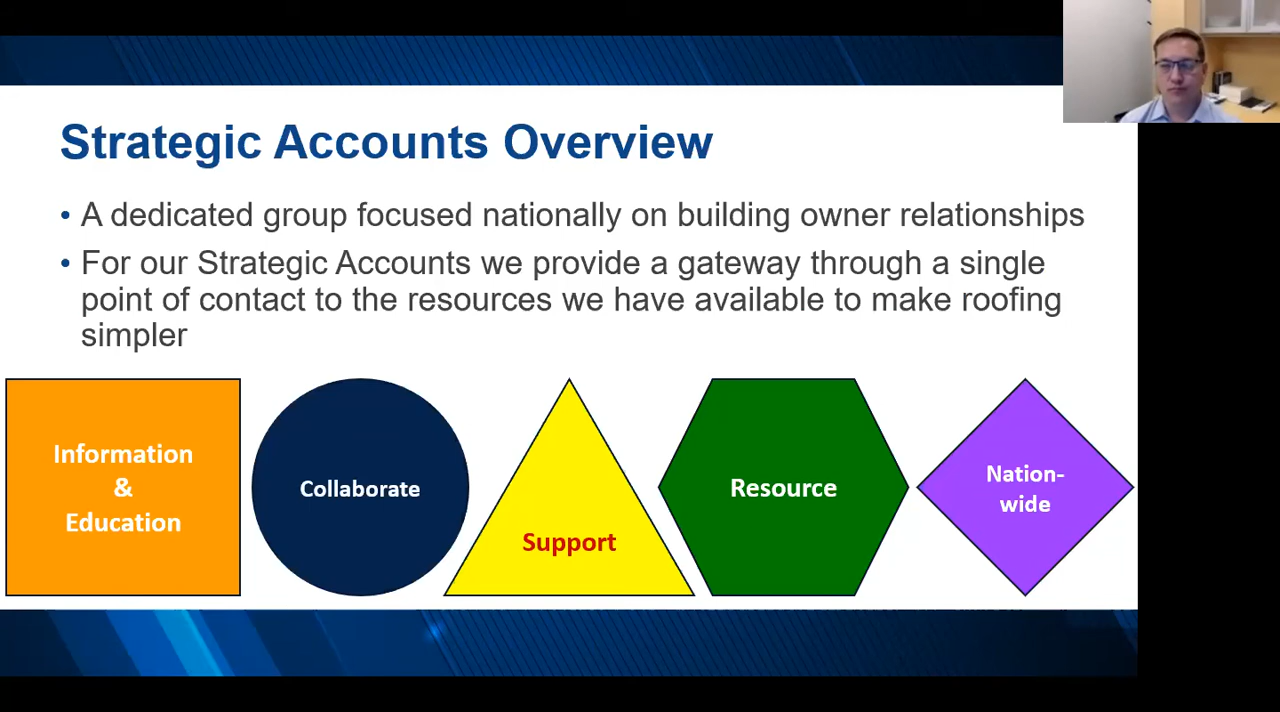 Strategic Accounts Overview
• A dedicated group focused nationally on building owner relationships
• For our Strategic Accounts we provide a gateway through a single
point of contact to the resources we have available to make roofing
simpler
Information
&
Education
Collaborate
Support
Resource
Nation-
wide